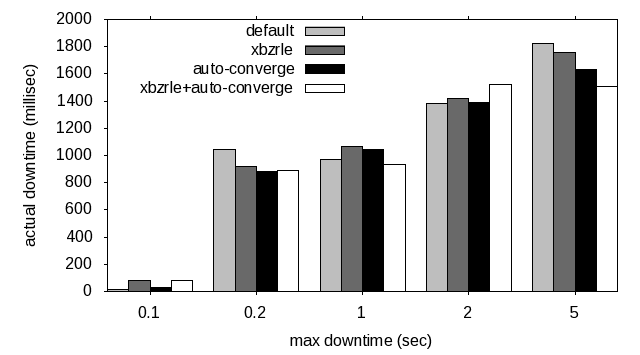 2000
1800
1600
1400
1200
1000
800
600
400
200
0
actual downtime (millisec)
default
xbzrle
auto-converge
xbzrle+auto-converge
0.1 0.2 1 2 5
max downtime (sec)